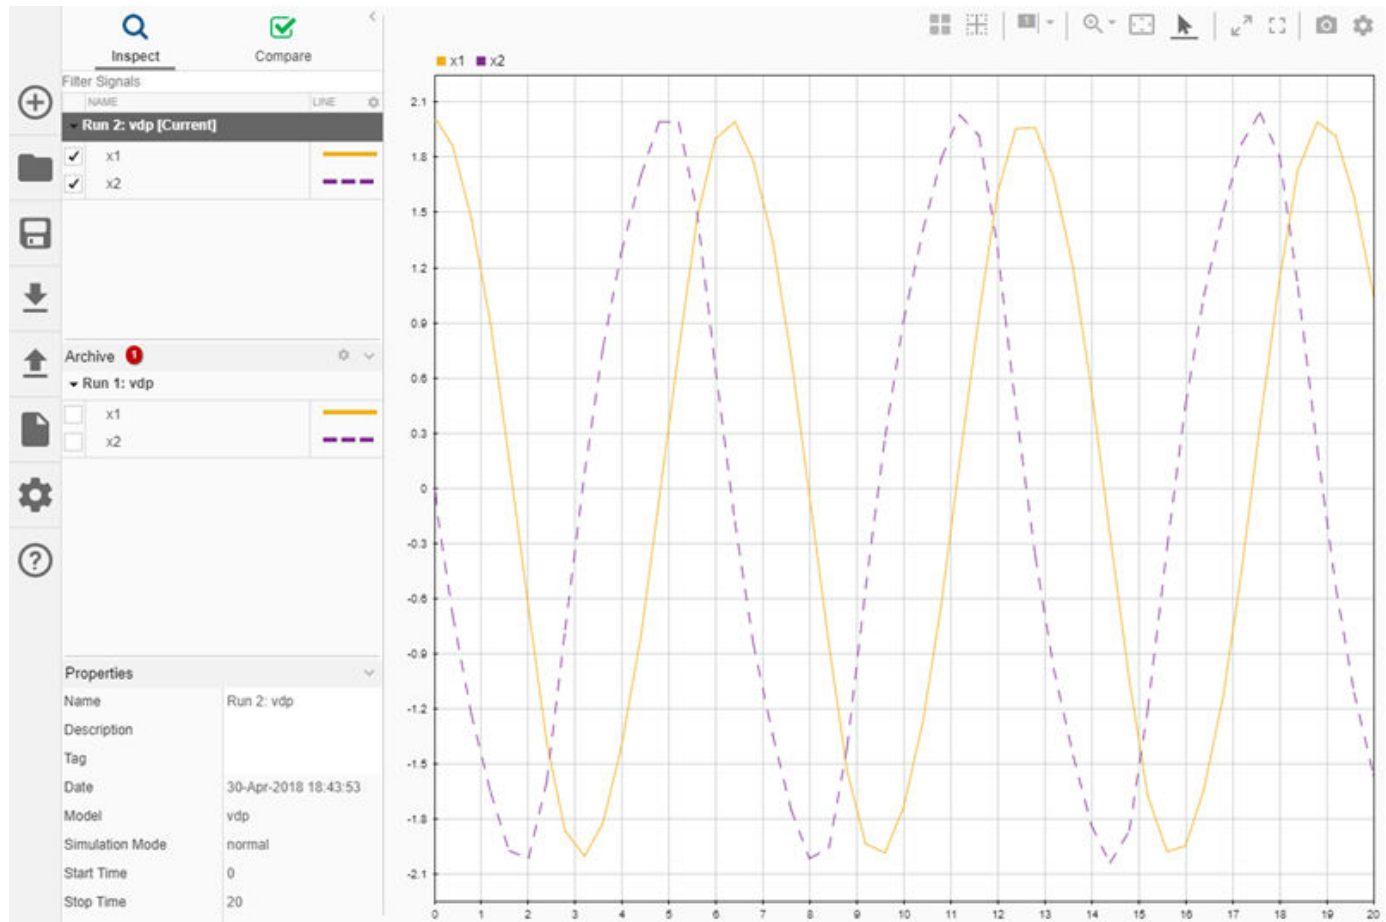 Inspect
Compare
Filter Signals
NAME LINE
Run 2: vdp [Current]
x1
x2
Archive 1
Run 1: vdp
x1
x2
Properties
Name Run 2: vdp
Description
Tag
Date 30-Apr-2018 18:43:53
Model vdp
Simulation Mode normal
Start Time 0
Stop Time 20
1
x1 x2
2.1
1.8
1.5
1.2
0.9
0.6
0.3
0
-0.3
-0.6
-0.9
-1.2
-1.5
-1.8
-2.1
0 1 2 3 4 5 6 7 8 9 10 11 12 13 14 15 16 17 18 19 20